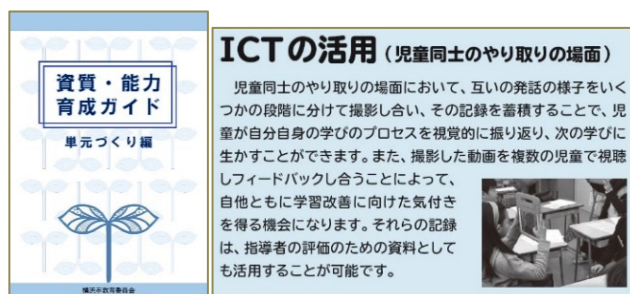 資質・能力
育成ガイド
単元づくり編
横浜市教育委員会
ICTの活用(児童同士のやり取りの場面)
児童同士のやり取りの場面において、互いの発話の様子をいく
つかの段階に分けて撮影し合い、その記録を蓄積することで、児
童が自分自身の学びのプロセスを視覚的に振り返り、次の学びに
生かすことができます。また、撮影した動画を複数の児童で視聴
しフィードバックし合うことによって、
自他ともに学習改善に向けた気付き
を得る機会になります。それらの記録
は、指導者の評価のための資料として
も活用することが可能です。